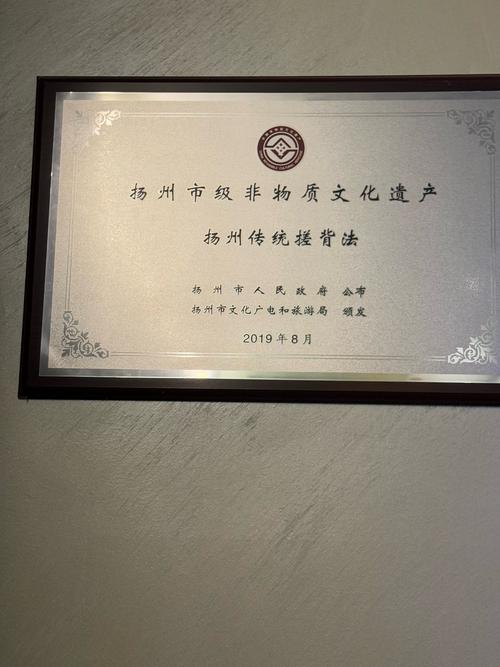 扬州市级非物质文化遗产
扬州传统搓背法
扬州市人民政府 公布
扬州市文化广电和旅游局 颁发
2019年8月